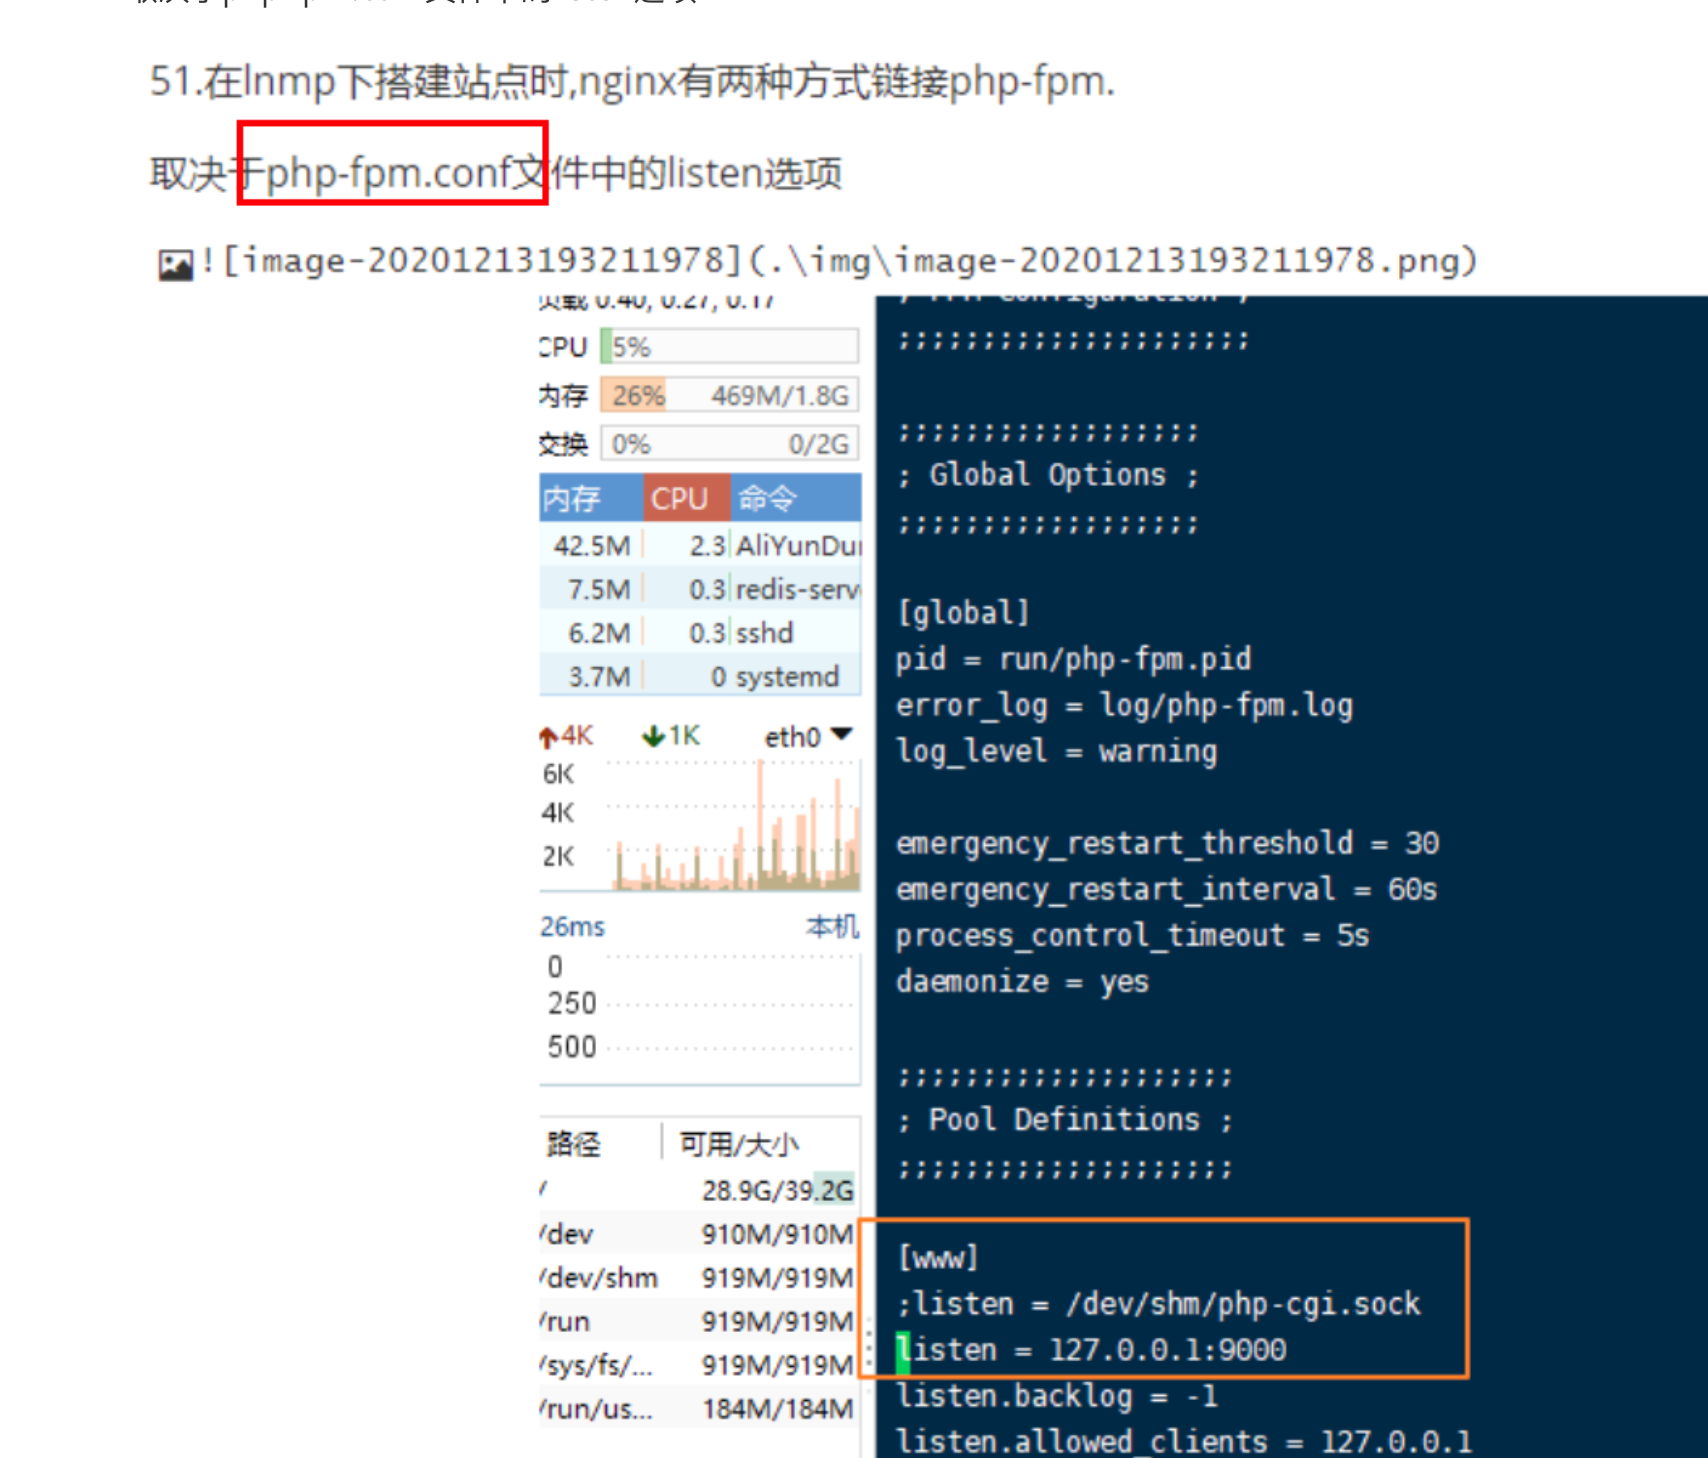 51.在lnmp下搭建站点时,nginx有两种方式链接php-fpm.
取决于php-fpm.conf文件中的listen选项
![image-20201213193211978](.\img\image-20201213193211978.png)
负载 0.40, 0.27, 0.17
CPU 5%
内存 26% 469M/1.8G
交换 0% 0/2G
内存 CPU 命令
42.5M 2.3 AliYunDu
7.5M 0.3 redis-serv
6.2M 0.3 sshd
3.7M 0 systemd
4K 1K eth0
6K
4K
2K
26ms 本机
0
250
500
路径 可用/大小
/ 28.9G/39.2G
/dev 910M/910M
/dev/shm 919M/919M
/run 919M/919M
/sys/fs/... 919M/919M
/run/us... 184M/184M
;;;;;;;;;;;;;;;;;;;;;
;;;;;;;;;;;;;;;;;;
; Global Options ;
;;;;;;;;;;;;;;;;;;
[global]
pid = run/php-fpm.pid
error_log = log/php-fpm.log
log_level = warning
emergency_restart_threshold = 30
emergency_restart_interval = 60s
process_control_timeout = 5s
daemonize = yes
;;;;;;;;;;;;;;;;;;;;
; Pool Definitions ;
;;;;;;;;;;;;;;;;;;;;
[www]
;listen = /dev/shm/php-cgi.sock
listen = 127.0.0.1:9000
listen.backlog = -1
listen.allowed_clients = 127.0.0.1